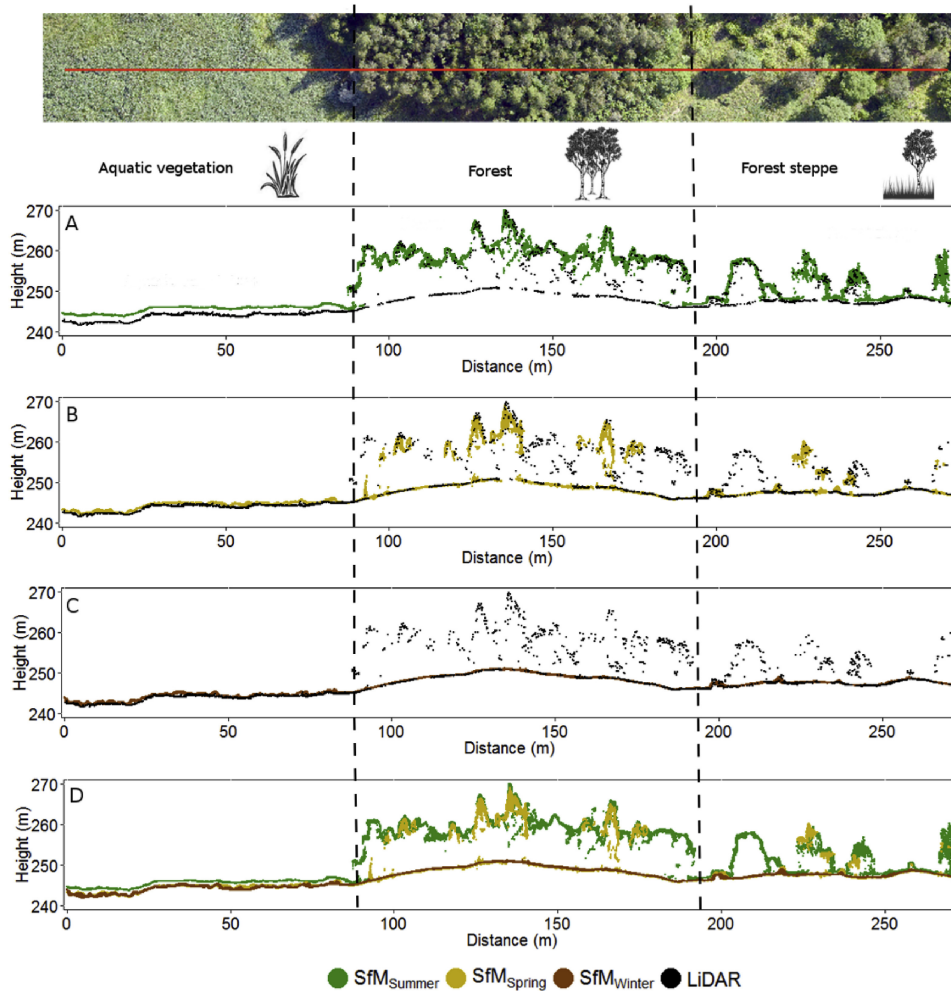 Aquatic vegetation
Forest
Forest steppe
A
270
260
250
240
Height (m)
0 50 100 150 200 250
Distance (m)
B
270
260
250
240
Height (m)
0 50 100 150 200 250
Distance (m)
C
270
260
250
240
Height (m)
0 50 100 150 200 250
Distance (m)
D
270
260
250
240
Height (m)
0 50 100 150 200 250
Distance (m)
SfMSummer SfMSpring SfMWinter LiDAR